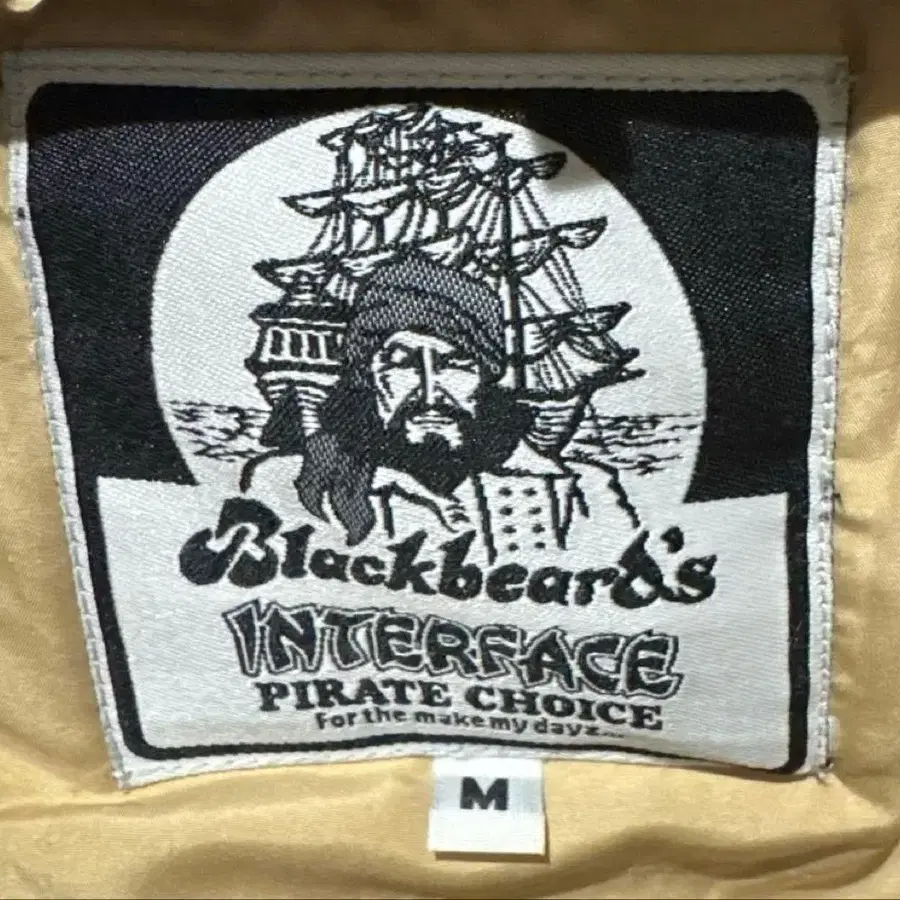 Blackbeard's
INTERFACE
PIRATE CHOICE
For the make my dayz...
M